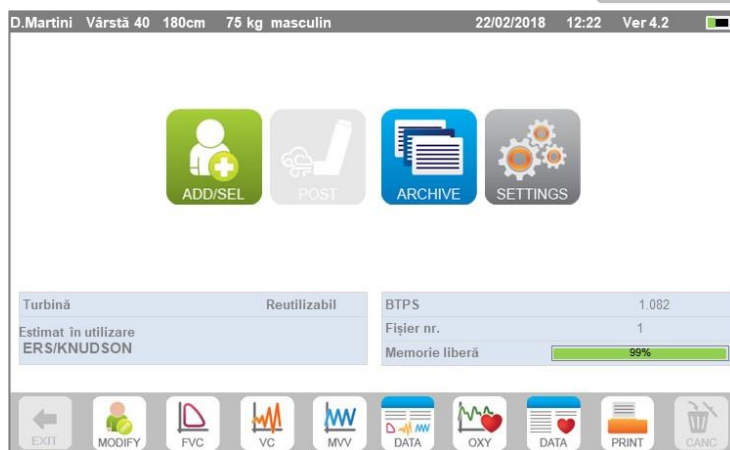 D.Martini Vârstă 40 180cm 75 kg masculin 22/02/2018 12:22 Ver 4.2
ADD/SEL POST ARCHIVE SETTINGS
Turbină Reutilizabil
Estimat în utilizare
ERS/KNUDSON
BTPS 1.082
Fișier nr. 1
Memorie liberă 99%
EXIT MODIFY FVC VC MVV DATA OXY DATA PRINT CANC